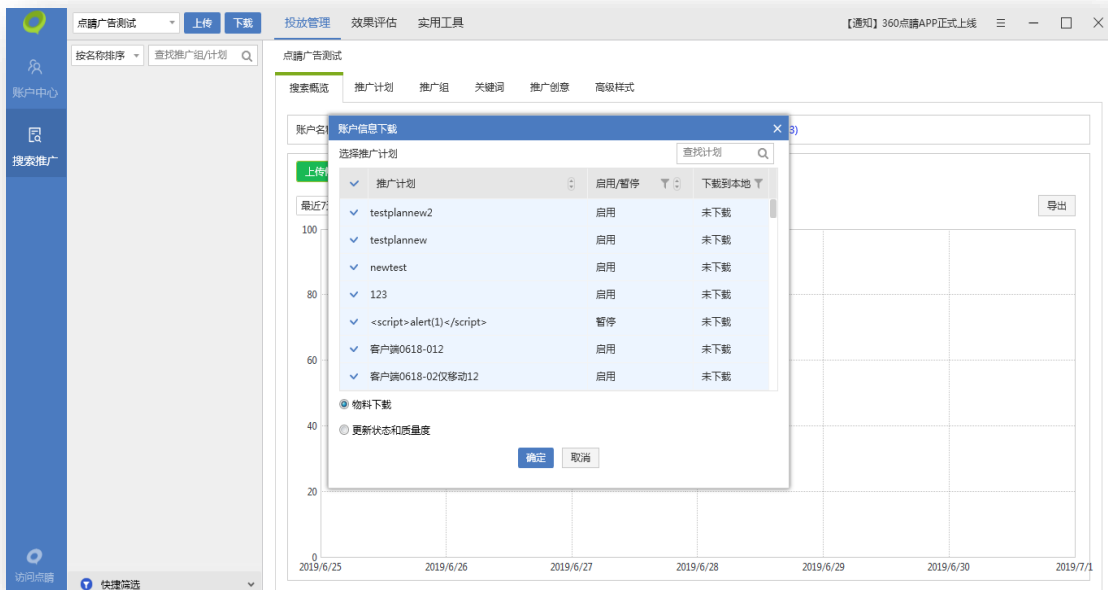 点睛广告测试 上传 下载 投放管理 效果评估 实用工具 【通知】360点睛APP正式上线
按名称排序 查找推广组/计划 点睛广告测试
账户中心
搜索概览 推广计划 推广组 关键词 推广创意 高级样式
搜索推广
账户名 账户信息下载 3)
选择推广计划 查找计划
上传
推广计划 启用/暂停 下载到本地
最近7 导出
testplannew2 启用 未下载
100
testplannew 启用 未下载
newtest 启用 未下载
80 123 启用 未下载
<script>alert(1)</script> 暂停 未下载
客户端0618-012 启用 未下载
60
客户端0618-02仅移动12 启用 未下载
物料下载
40
更新状态和质量度
确定 取消
20
0
2019/6/25 2019/6/26 2019/6/27 2019/6/28 2019/6/29 2019/6/30 2019/7/1
访问点睛
快捷筛选